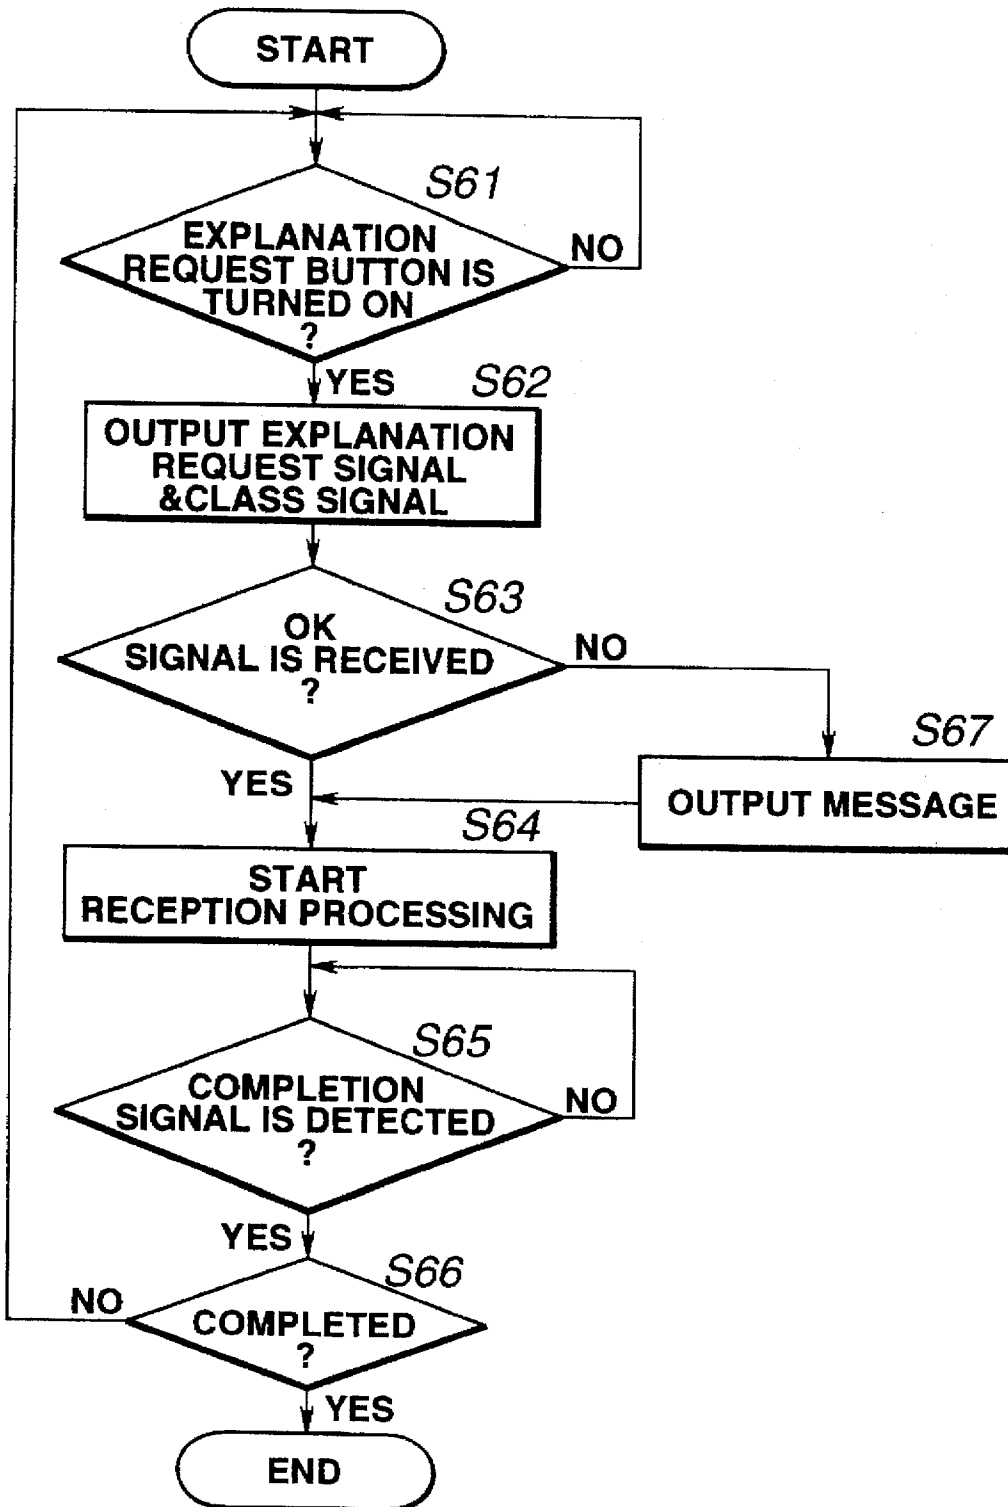 START
S61
EXPLANATION
REQUEST BUTTON IS
TURNED ON
?
NO
YES
S62
OUTPUT EXPLANATION
REQUEST SIGNAL
&CLASS SIGNAL
S63
OK
SIGNAL IS RECEIVED
?
NO
YES
S67
OUTPUT MESSAGE
S64
START
RECEPTION PROCESSING
S65
COMPLETION
SIGNAL IS DETECTED
?
NO
YES
S66
NO
COMPLETED
?
YES
END